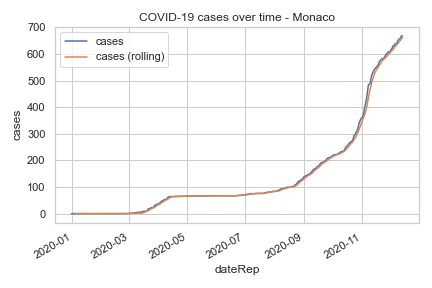 COVID-19 cases over time - Monaco
cases
cases (rolling)
700
600
500
400
300
200
100
0
cases
2020-01
2020-03
2020-05
2020-07
2020-09
2020-11
dateRep